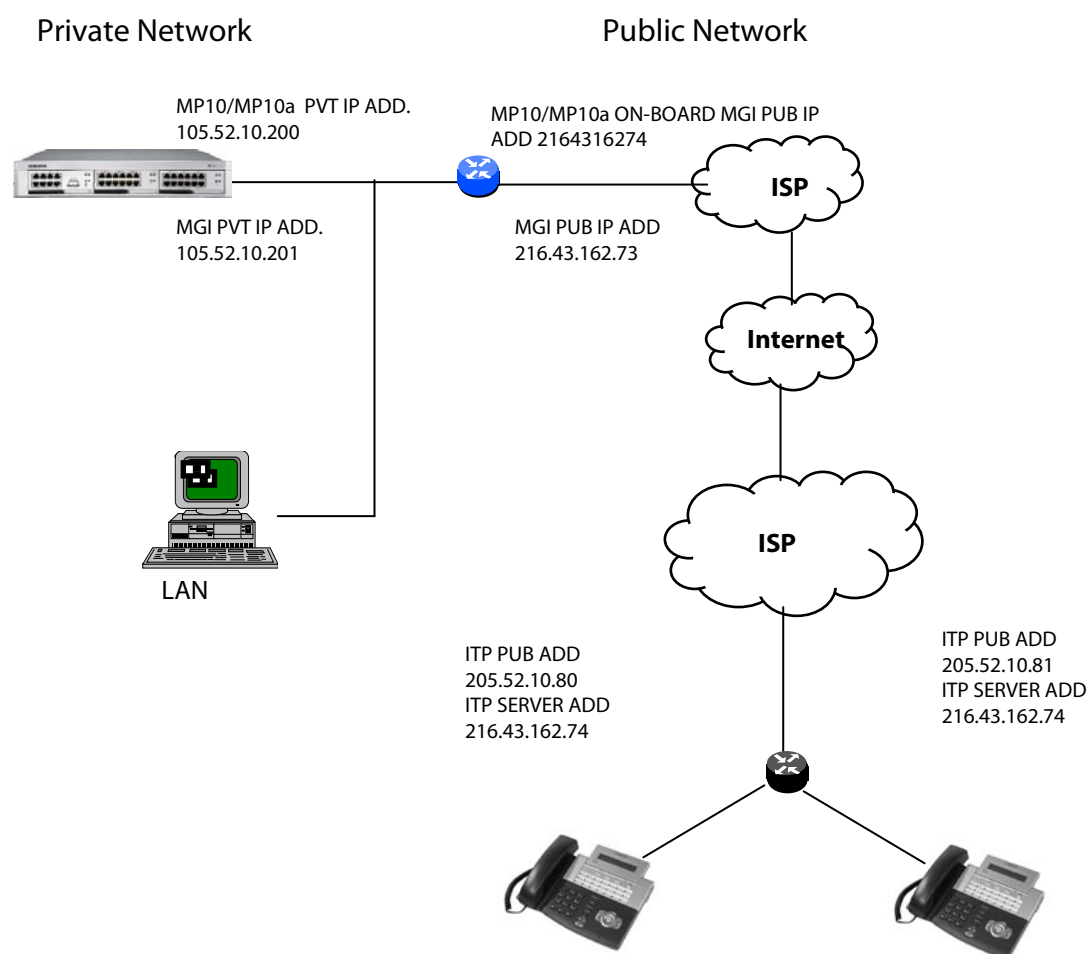 Private Network
Public Network
MP10/MP10a PVT IP ADD.
105.52.10.200
MP10/MP10a ON-BOARD MGI PUB IP
ADD 2164316274
ISP
MGI PVT IP ADD.
105.52.10.201
MGI PUB IP ADD
216.43.162.73
Internet
ISP
LAN
ITP PUB ADD
205.52.10.80
ITP SERVER ADD
216.43.162.74
ITP PUB ADD
205.52.10.81
ITP SERVER ADD
216.43.162.74